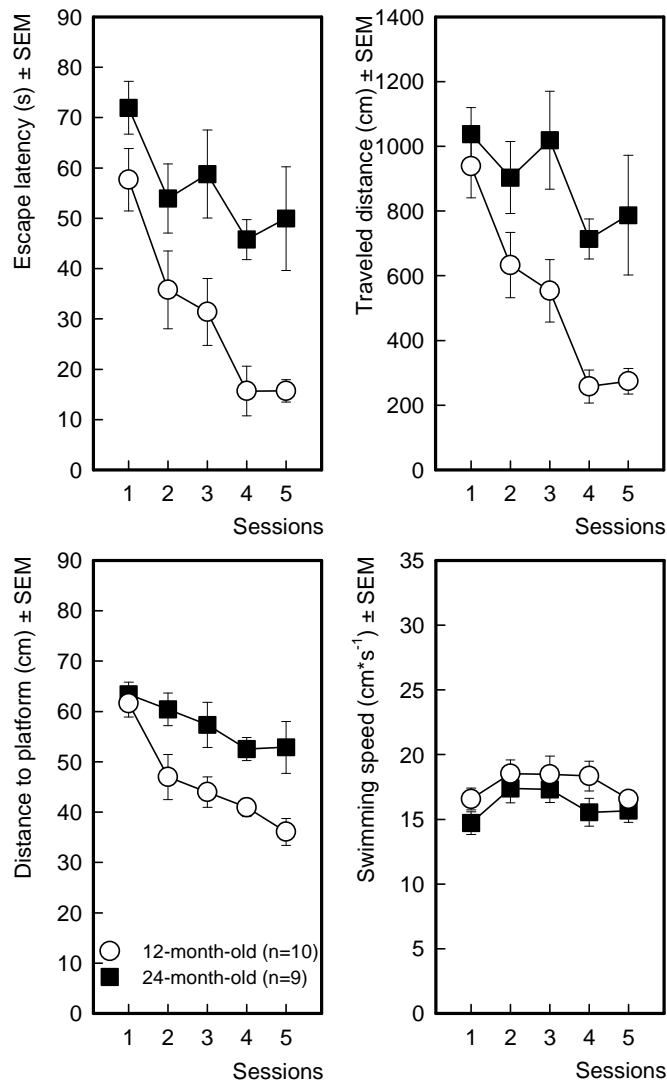 Escape latency (s) ± SEM
90
80
70
60
50
40
30
20
10
0
1 2 3 4 5
Sessions
Traveled distance (cm) ± SEM
1400
1200
1000
800
600
400
200
0
1 2 3 4 5
Sessions
Distance to platform (cm) ± SEM
90
80
70
60
50
40
30
20
10
0
12-month-old (n=10)
24-month-old (n=9)
1 2 3 4 5
Sessions
Swimming speed (cm*s⁻¹) ± SEM
35
30
25
20
15
10
5
0
1 2 3 4 5
Sessions